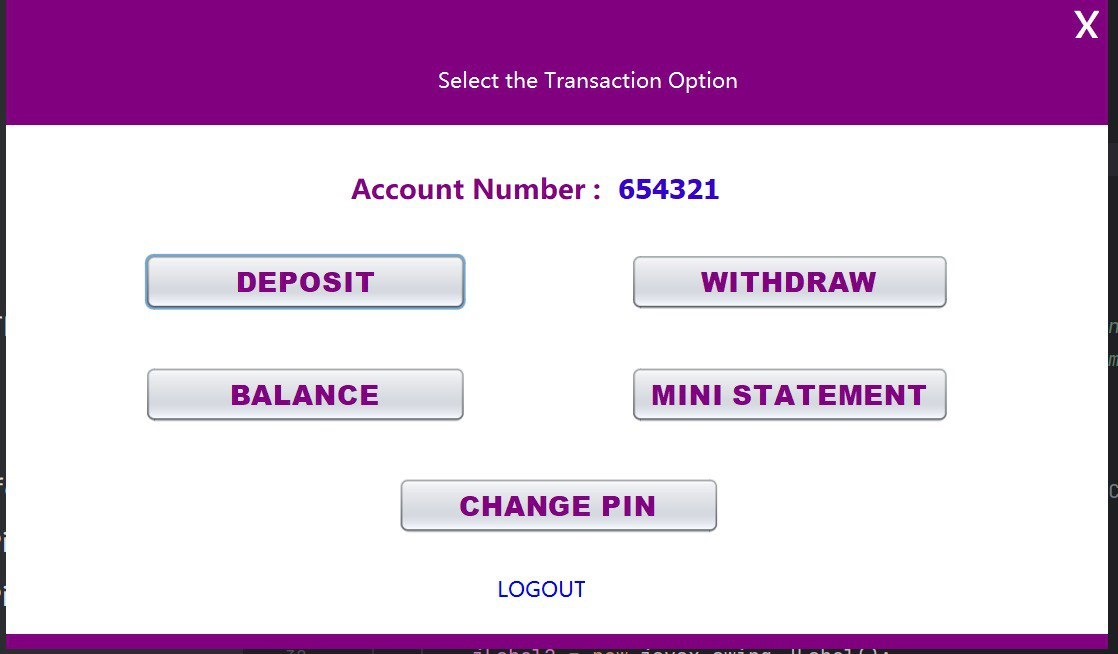 X
Select the Transaction Option
Account Number : 654321
DEPOSIT WITHDRAW
BALANCE MINI STATEMENT
CHANGE PIN
LOGOUT